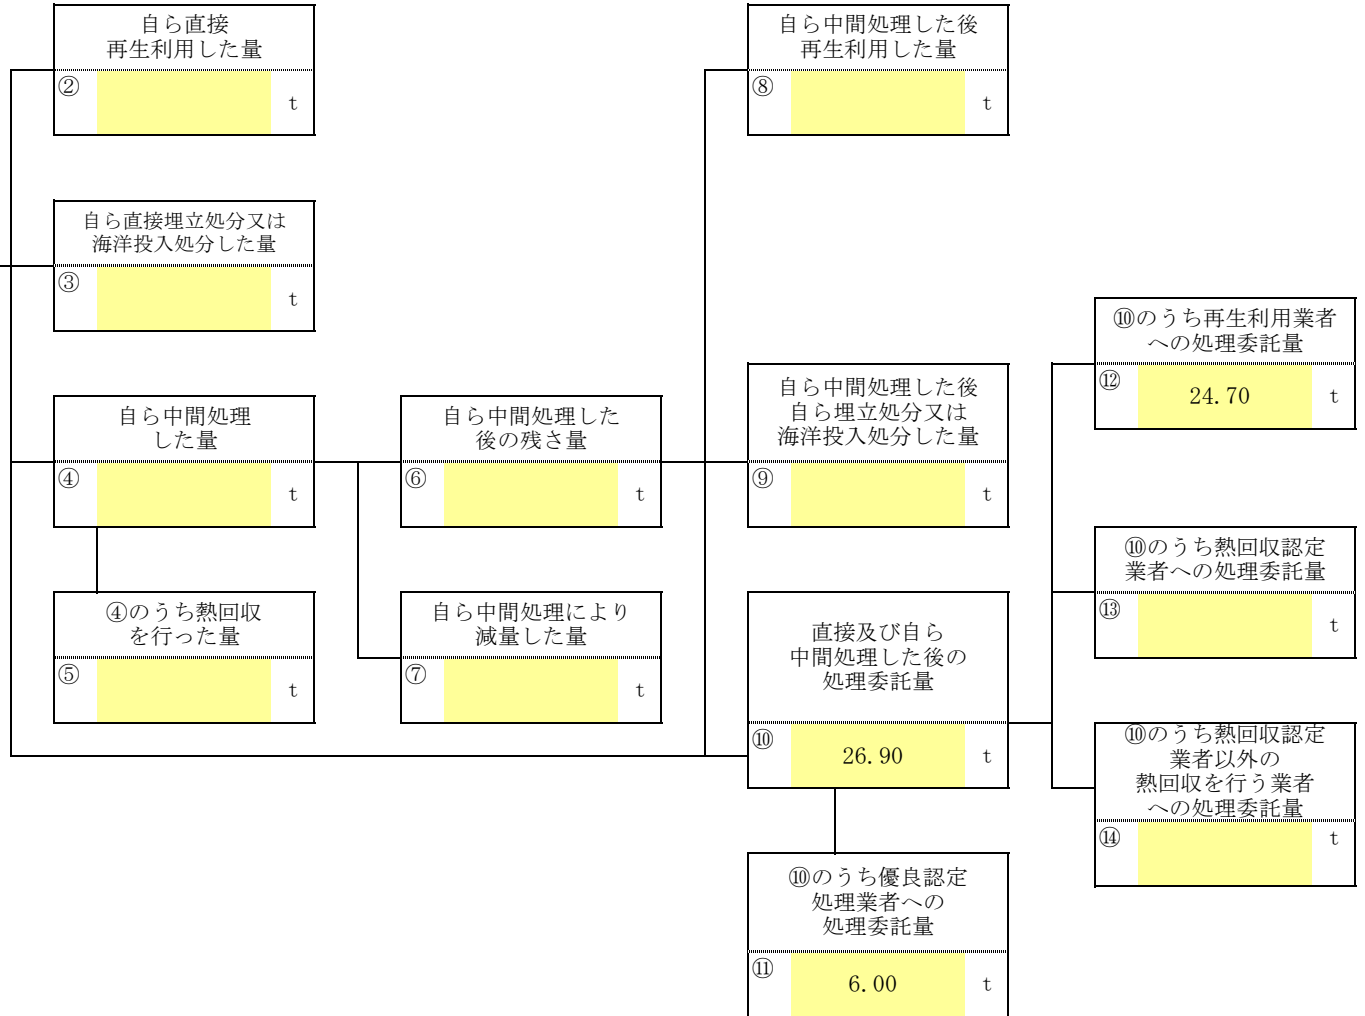 自ら直接
再生利用した量
②
t
自ら中間処理した後
再生利用した量
⑧
t
自ら直接埋立処分又は
海洋投入処分した量
③
t
⑩のうち再生利用業者
への処理委託量
⑫
24.70
t
自ら中間処理
した量
④
t
自ら中間処理した
後の残さ量
⑥
t
自ら中間処理した後
自ら埋立処分又は
海洋投入処分した量
⑨
t
⑩のうち熱回収認定
業者への処理委託量
⑬
t
④のうち熱回収
を行った量
⑤
t
自ら中間処理により
減量した量
⑦
t
直接及び自ら
中間処理した後の
処理委託量
⑩
26.90
t
⑩のうち熱回収認定
業者以外の
熱回収を行う業者
への処理委託量
⑭
t
⑩のうち優良認定
処理業者への
処理委託量
⑪
6.00
t